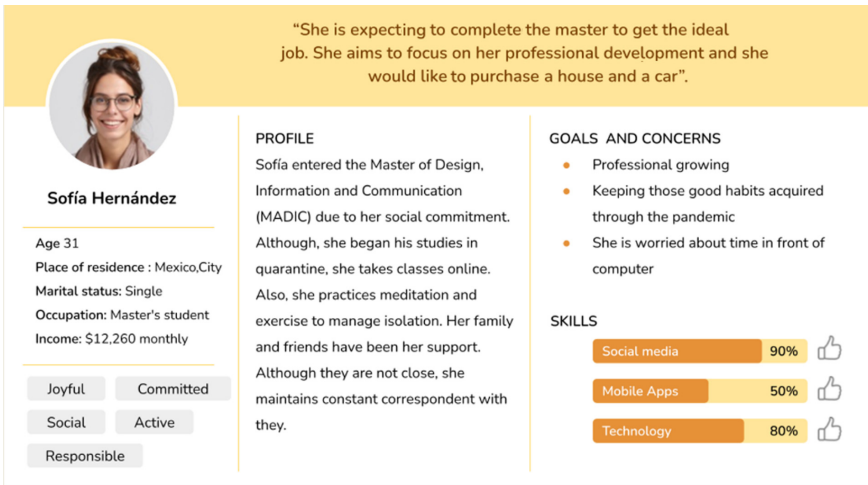 “She is expecting to complete the master to get the ideal
job. She aims to focus on her professional development and she
would like to purchase a house and a car”.
Sofía Hernández
Age 31
Place of residence : Mexico,City
Marital status: Single
Occupation: Master's student
Income: $12,260 monthly
Joyful
Committed
Social
Active
Responsible
PROFILE
Sofía entered the Master of Design,
Information and Communication
(MADIC) due to her social commitment.
Although, she began his studies in
quarantine, she takes classes online.
Also, she practices meditation and
exercise to manage isolation. Her family
and friends have been her support.
Although they are not close, she
maintains constant correspondent with
they.
GOALS AND CONCERNS
Professional growing
Keeping those good habits acquired
through the pandemic
She is worried about time in front of
computer
SKILLS
Social media 90%
Mobile Apps 50%
Technology 80%